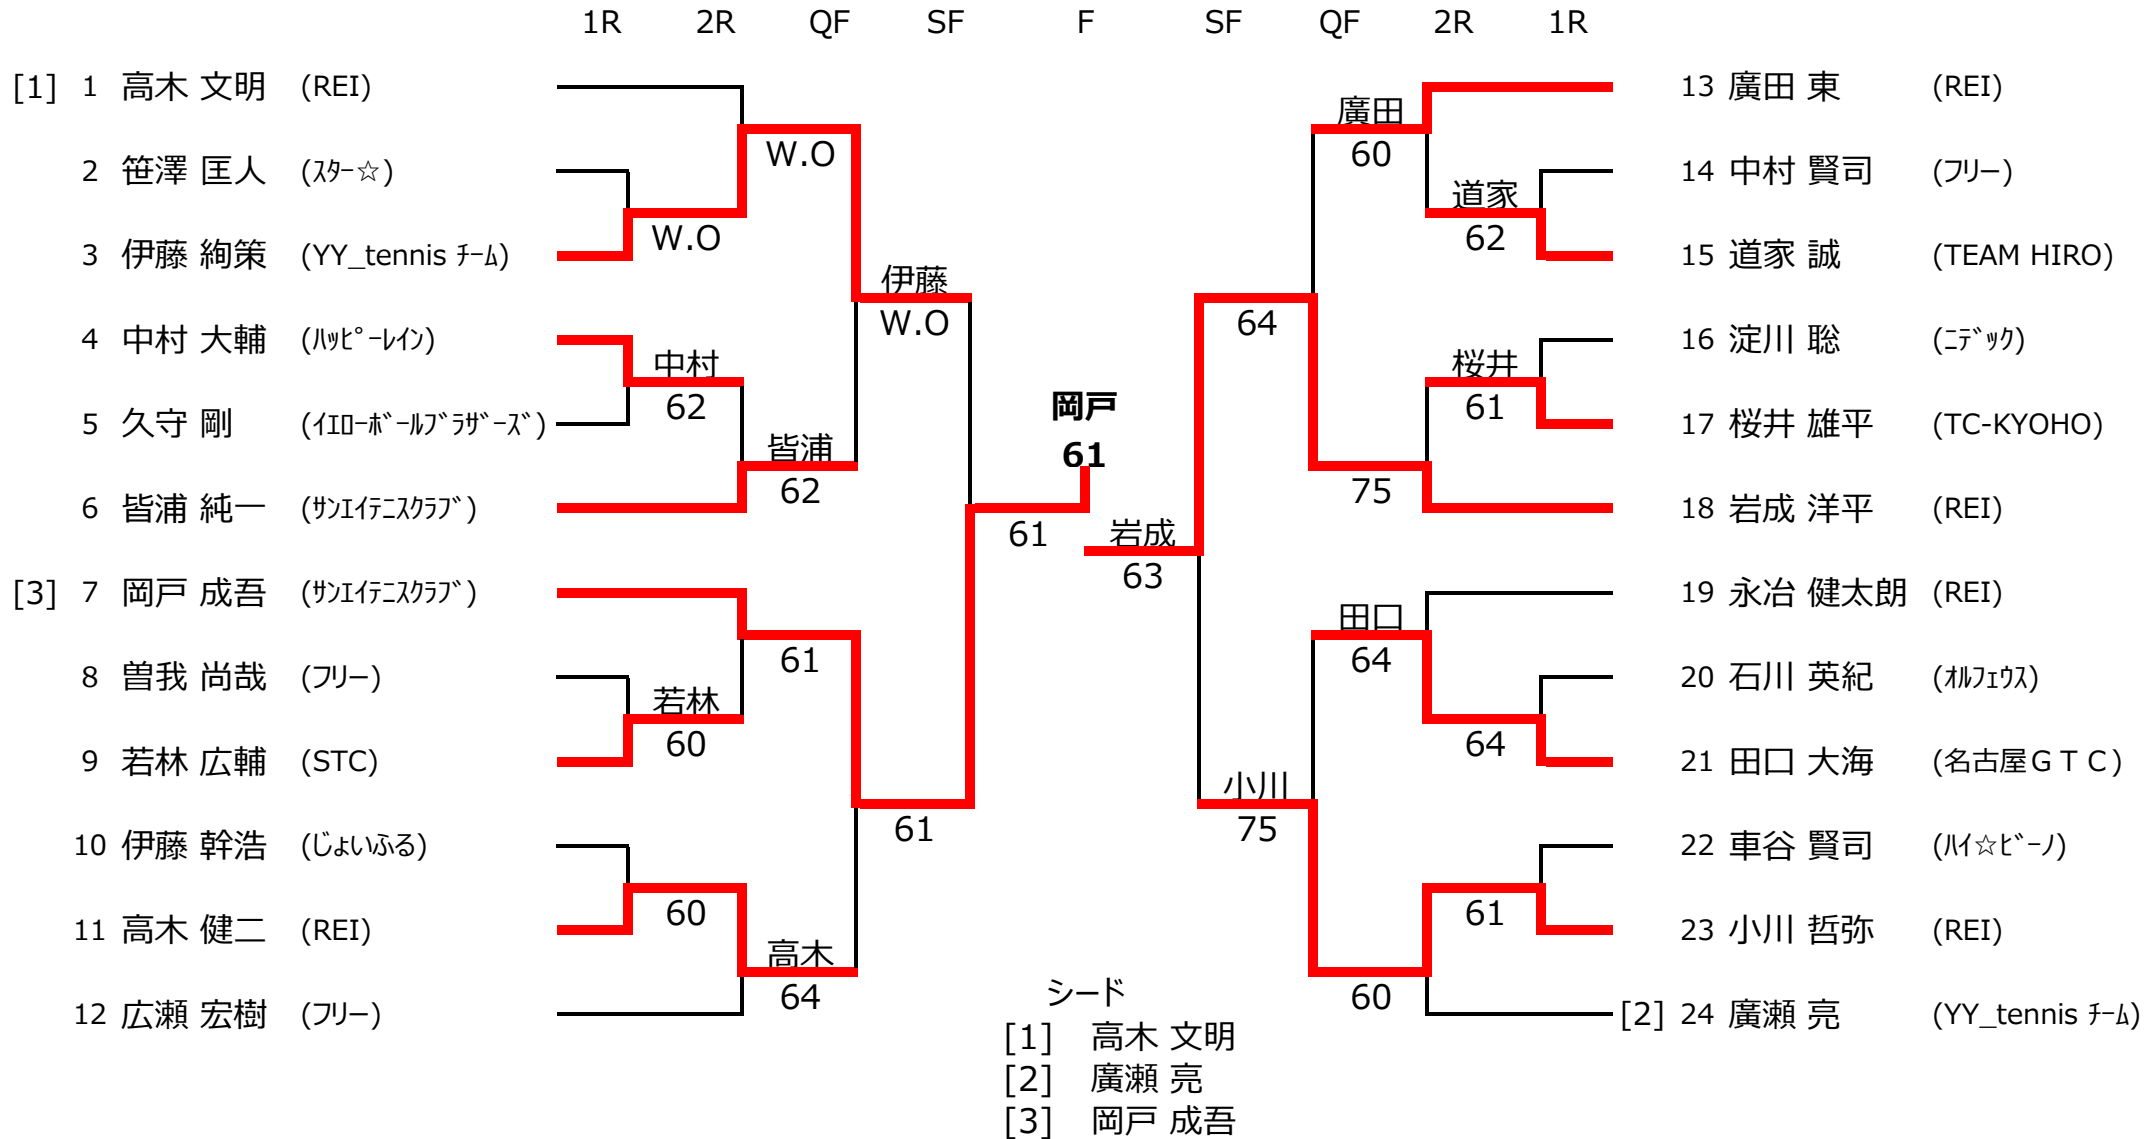 1R 2R QF SF F SF QF 2R 1R
[1] 1 高木 文明 (REI)
2 笹澤 匡人 (ｽﾀｰ☆)
3 伊藤 絢策 (YY_tennis ﾁｰﾑ)
4 中村 大輔 (ﾊｯﾋﾟｰﾚｲﾝ)
5 久守 剛 (ｲｴﾛｰﾎﾞｰﾙﾌﾞﾗｻﾞｰｽﾞ)
6 皆浦 純一 (ｻﾝｴｲﾃﾆｽｸﾗﾌﾞ)
[3] 7 岡戸 成吾 (ｻﾝｴｲﾃﾆｽｸﾗﾌﾞ)
8 曽我 尚哉 (フリー)
9 若林 広輔 (STC)
10 伊藤 幹浩 (じょいふる)
11 高木 健二 (REI)
12 広瀬 宏樹 (フリー)
W.O
中村
62
若林
60
60
W.O
皆浦
62
61
高木
64
伊藤
W.O
61
61
岡戸
61
岩成
63
64
小川
75
廣田
60
75
田口
64
60
道家
62
桜井
61
64
61
13 廣田 東 (REI)
14 中村 賢司 (フリー)
15 道家 誠 (TEAM HIRO)
16 淀川 聡 (ﾆﾃﾞｯｸ)
17 桜井 雄平 (TC-KYOHO)
18 岩成 洋平 (REI)
19 永冶 健太朗 (REI)
20 石川 英紀 (ｵﾙﾌｪｳｽ)
21 田口 大海 (名古屋ＧＴＣ)
22 車谷 賢司 (ﾊｲ☆ﾋﾞｰﾉ)
23 小川 哲弥 (REI)
[2] 24 廣瀬 亮 (YY_tennis ﾁｰﾑ)
シード
[1] 高木 文明
[2] 廣瀬 亮
[3] 岡戸 成吾